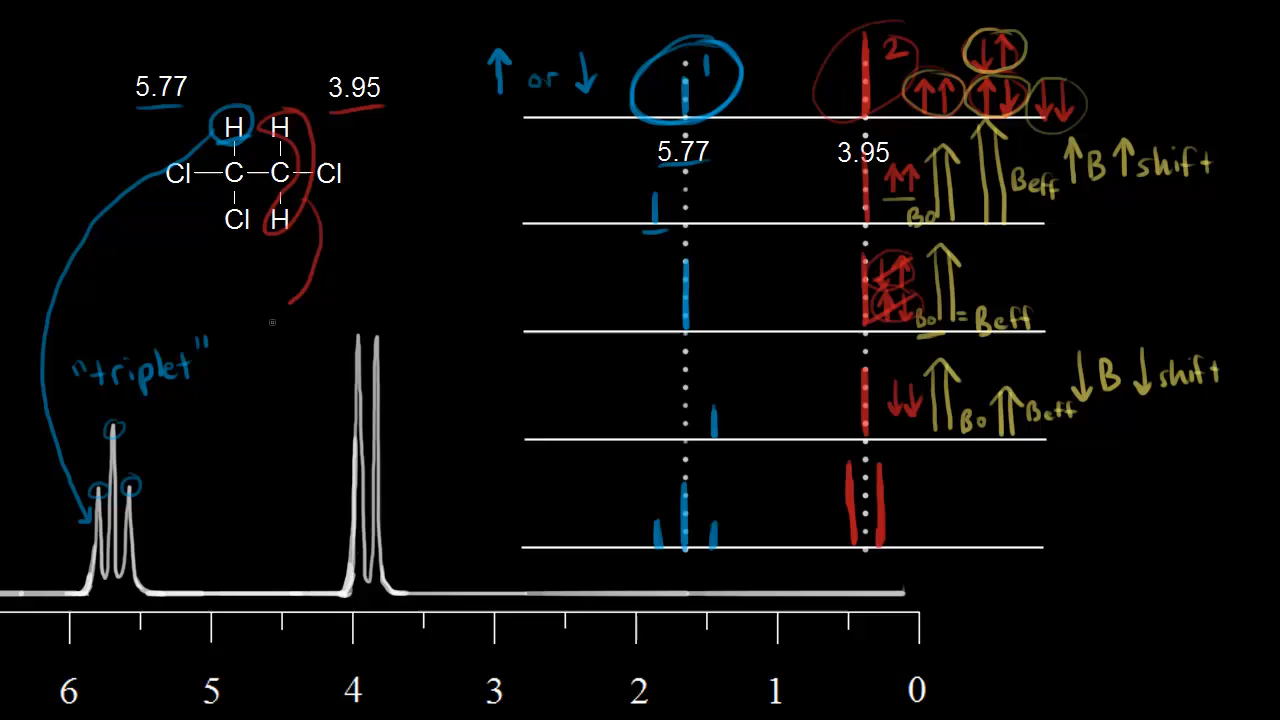 5.77 3.95
H H
Cl C C Cl
Cl H
"triplet"
↑ or ↓ 1 2 ↓↑
↑↑ ↑↓ ↓↓
5.77 3.95
↑↑ B0 Beff ↑B ↑shift
↓↑
↑↓ B0 = Beff
↓↓ B0 Beff ↓B ↓shift
6 5 4 3 2 1 0